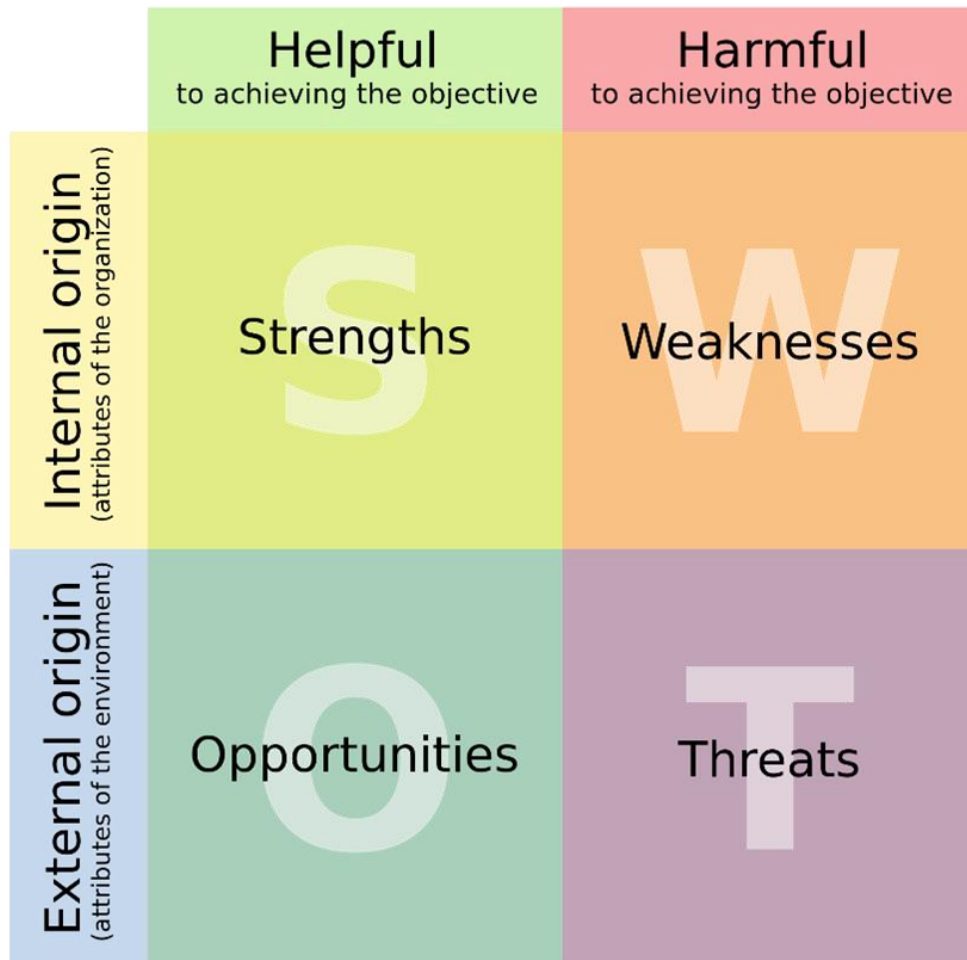 Helpful
to achieving the objective
Harmful
to achieving the objective
Internal origin
(attributes of the organization)
S
Strengths
W
Weaknesses
External origin
(attributes of the environment)
O
Opportunities
T
Threats